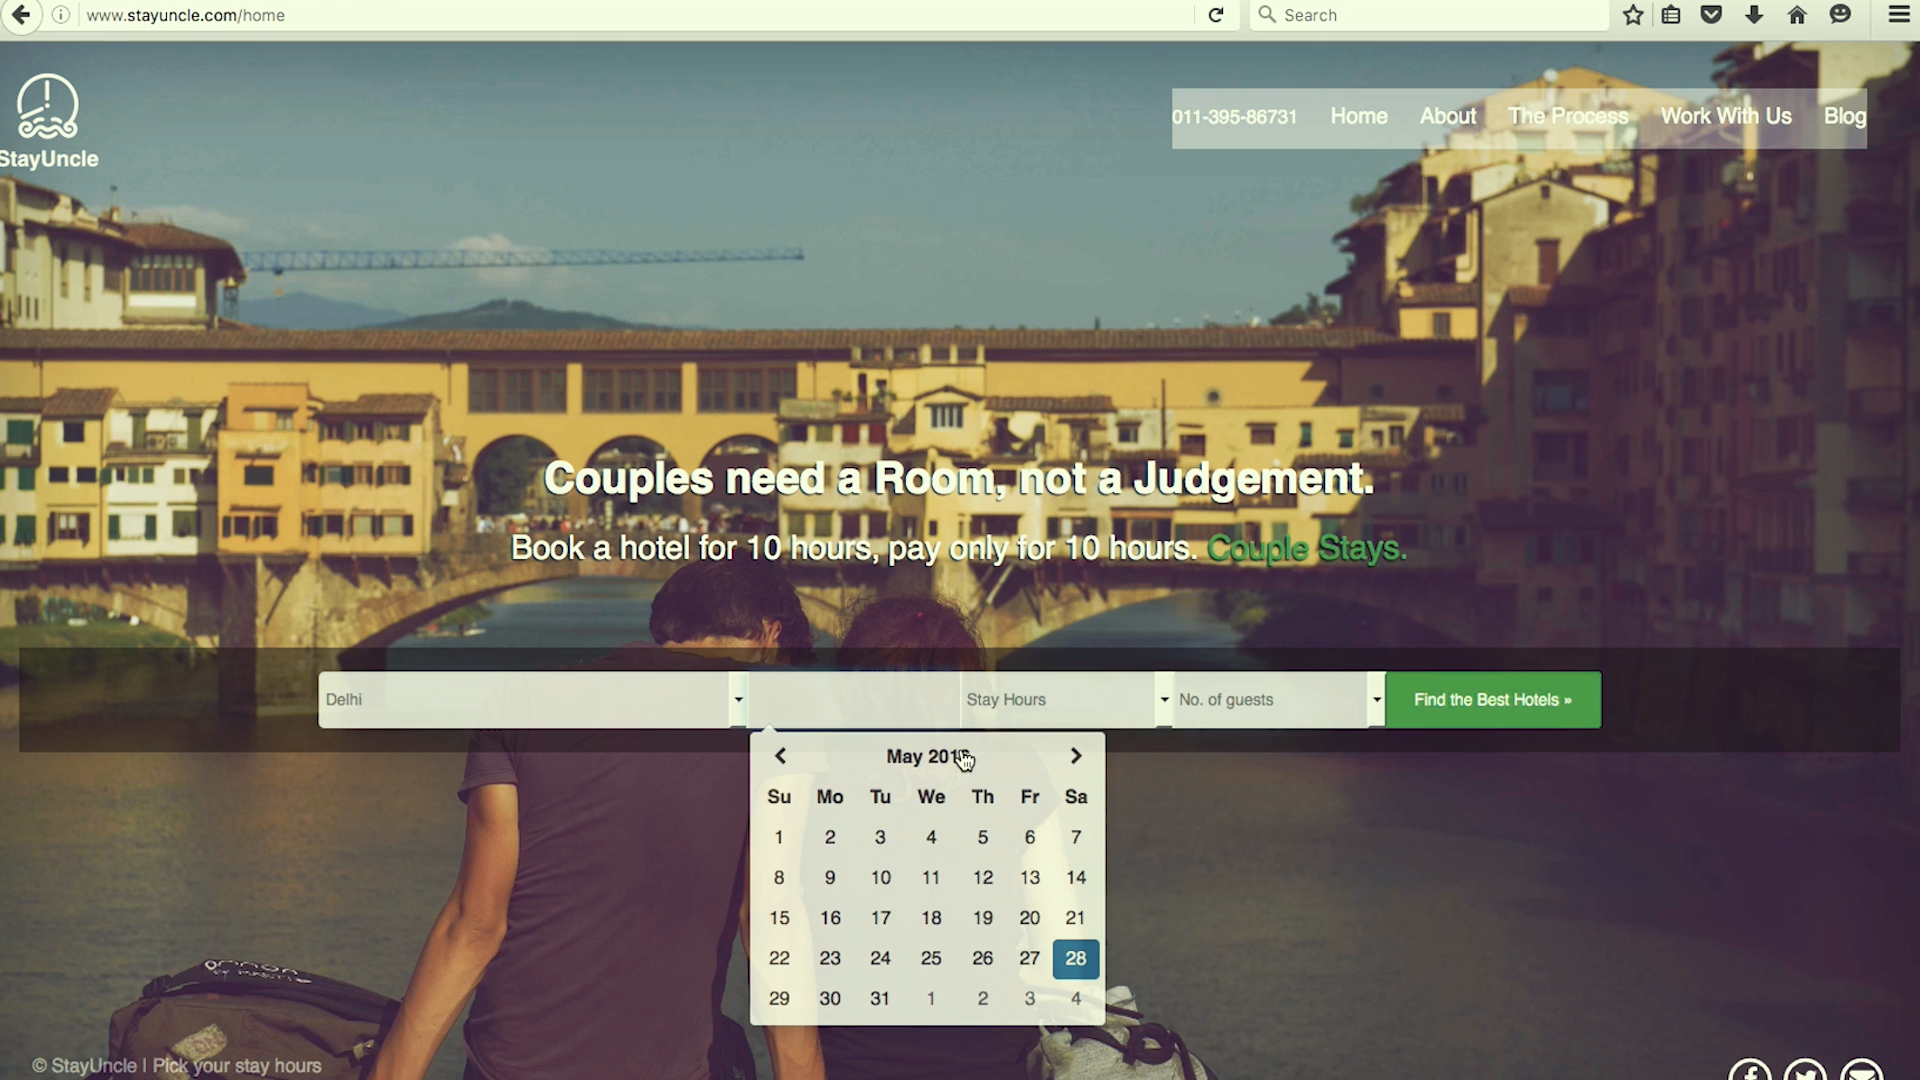 www.stayuncle.com/home
Search
StayUncle
011-395-86731 Home About The Process Work With Us Blog
Couples need a Room, not a Judgement.
Book a hotel for 10 hours, pay only for 10 hours. Couple Stays.
Delhi Stay Hours No. of guests Find the Best Hotels »
May
Su Mo Tu We Th Fr Sa
1 2 3 4 5 6 7
8 9 10 11 12 13 14
15 16 17 18 19 20 21
22 23 24 25 26 27 28
29 30 31 1 2 3 4
© StayUncle | Pick your stay hours